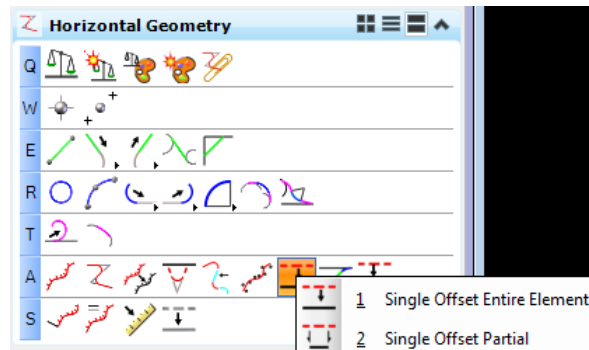 Horizontal Geometry
Q
W
E
R
T
A
S
1 Single Offset Entire Element
2 Single Offset Partial